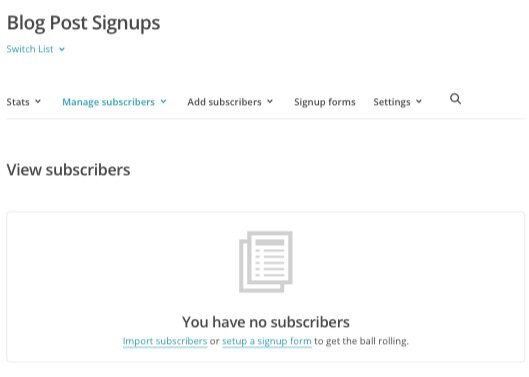 Blog Post Signups
Switch List
Stats Manage subscribers Add subscribers Signup forms Settings
View subscribers
You have no subscribers
Import subscribers or setup a signup form to get the ball rolling.